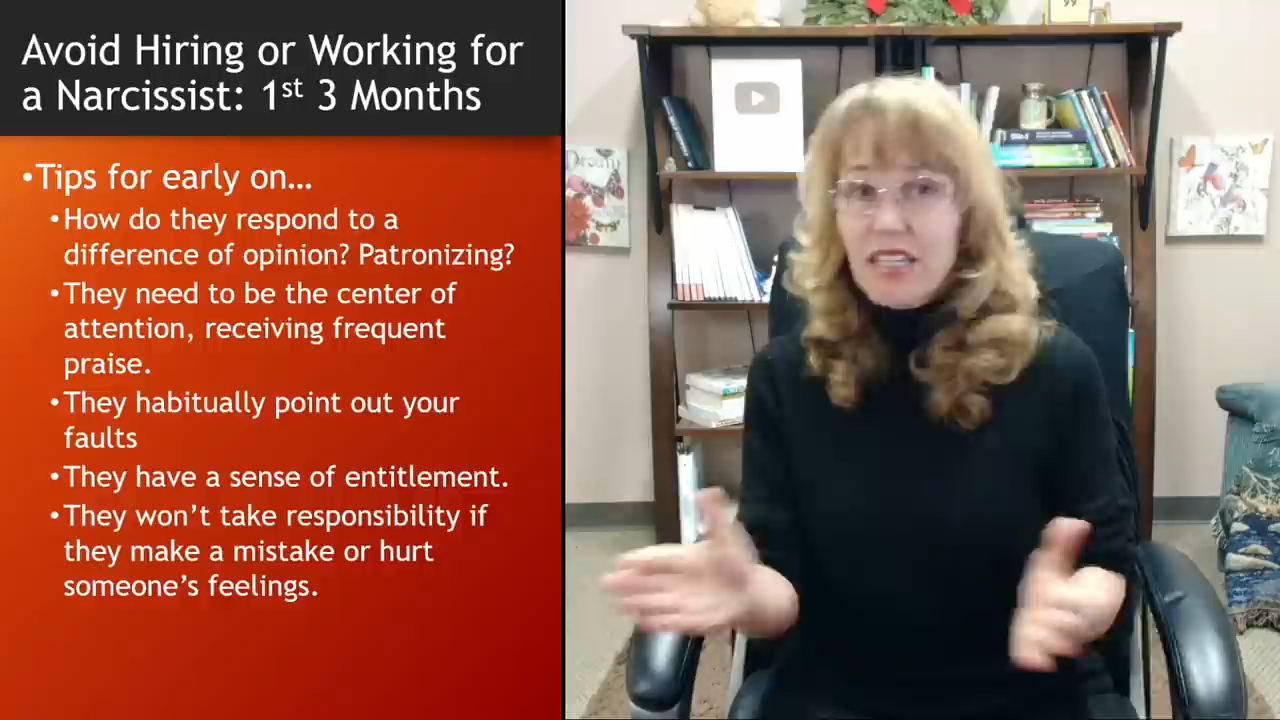 Avoid Hiring or Working for
a Narcissist: 1st 3 Months
•Tips for early on…
•How do they respond to a
difference of opinion? Patronizing?
•They need to be the center of
attention, receiving frequent
praise.
•They habitually point out your
faults
•They have a sense of entitlement.
•They won't take responsibility if
they make a mistake or hurt
someone's feelings.
Destiny
99